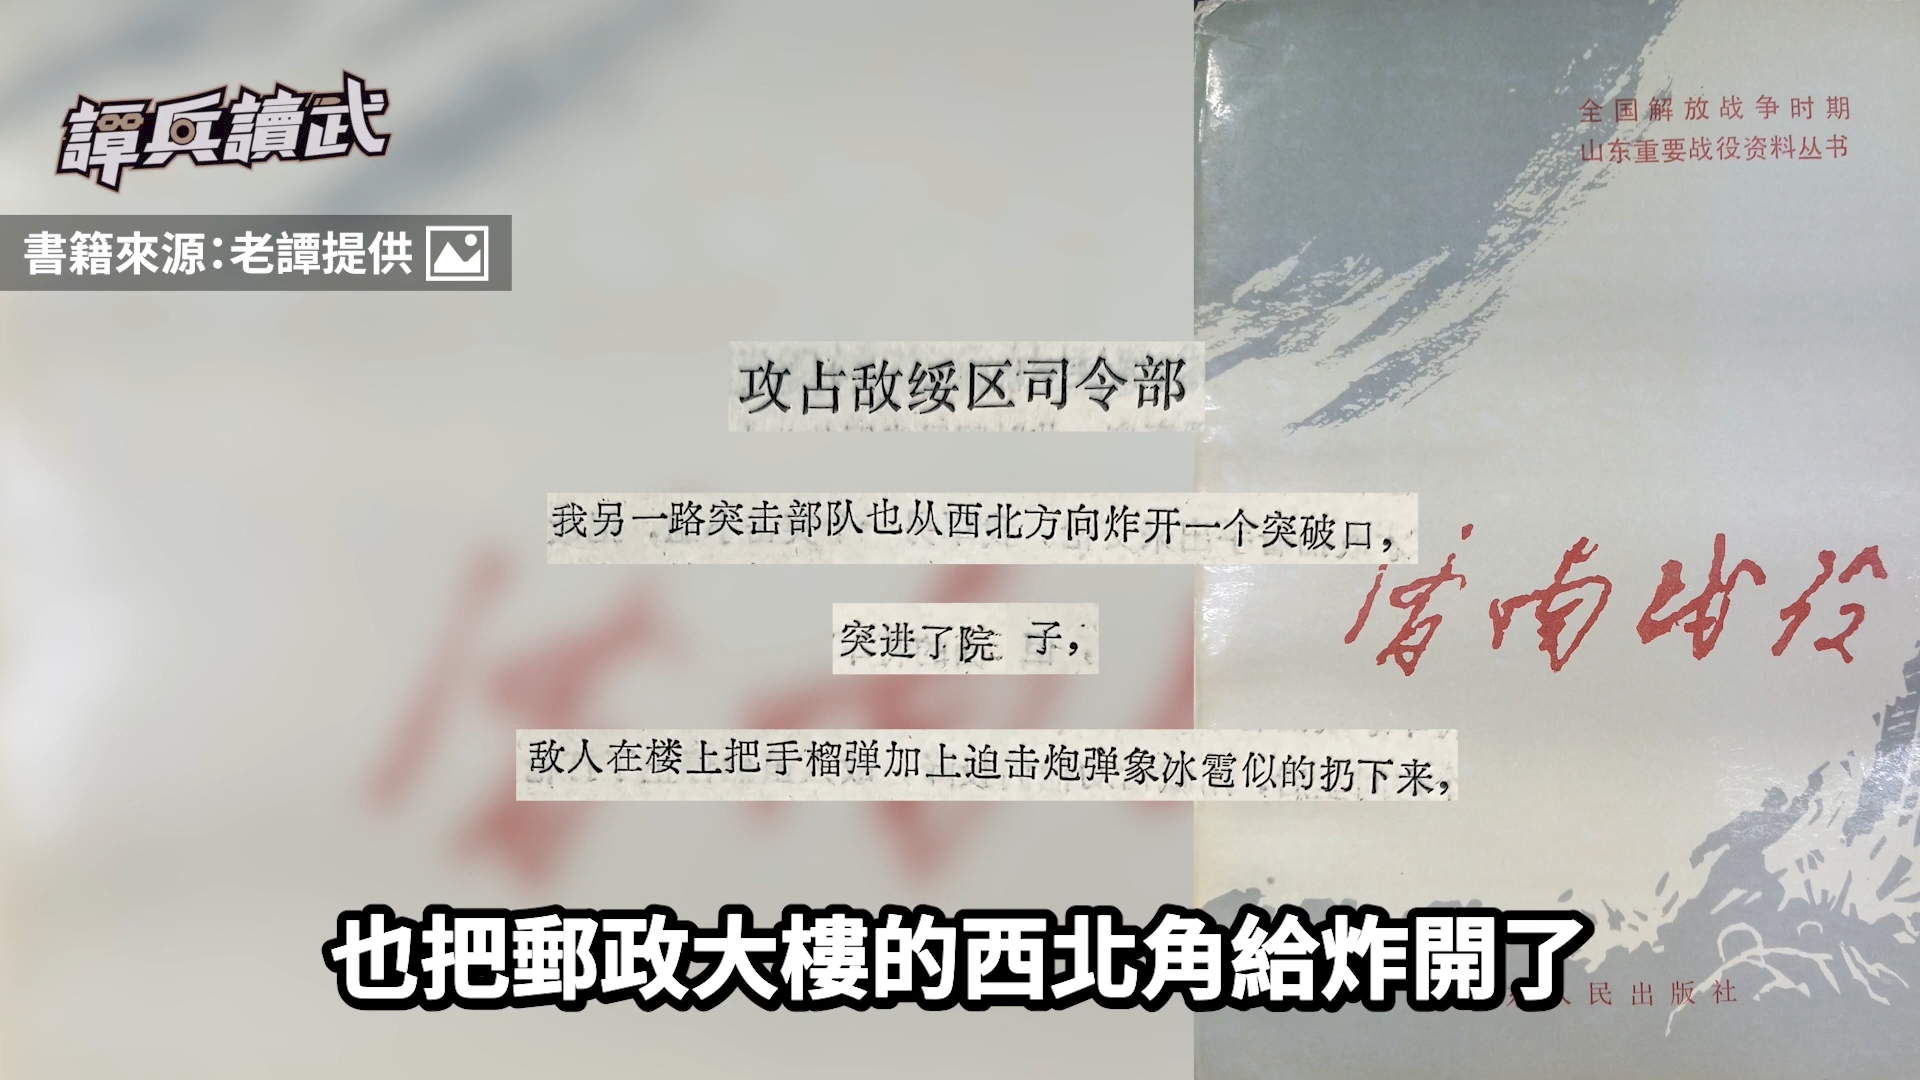 譚兵讀武
書籍來源：老譚提供
全国解放战争时期
山东重要战役资料丛书
攻占敌绥区司令部
我另一路突击部队也从西北方向炸开一个突破口，
突进了院 子，
敌人在楼上把手榴弹加上迫击炮弹象冰雹似的扔下来，
济南战役
也把郵政大樓的西北角給炸開了
人民出版社